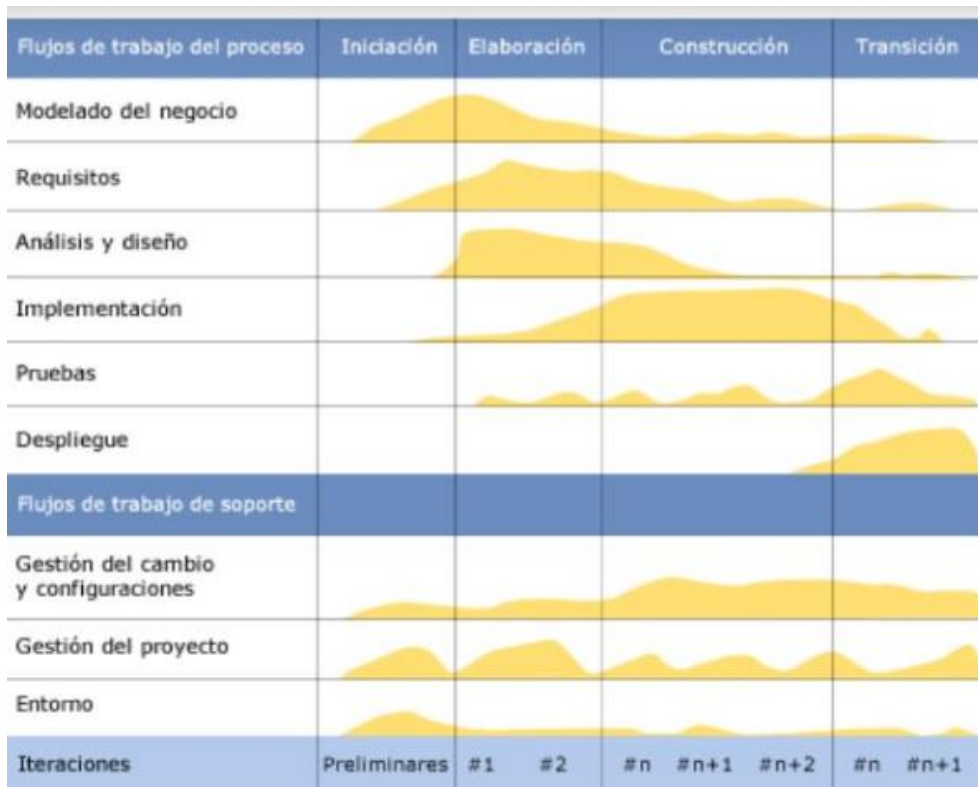 Flujos de trabajo del proceso Iniciación Elaboración Construcción Transición
Modelado del negocio
Requisitos
Análisis y diseño
Implementación
Pruebas
Despliegue
Flujos de trabajo de soporte
Gestión del cambio
y configuraciones
Gestión del proyecto
Entorno
Iteraciones Preliminares #1 #2 #n #n+1 #n+2 #n #n+1